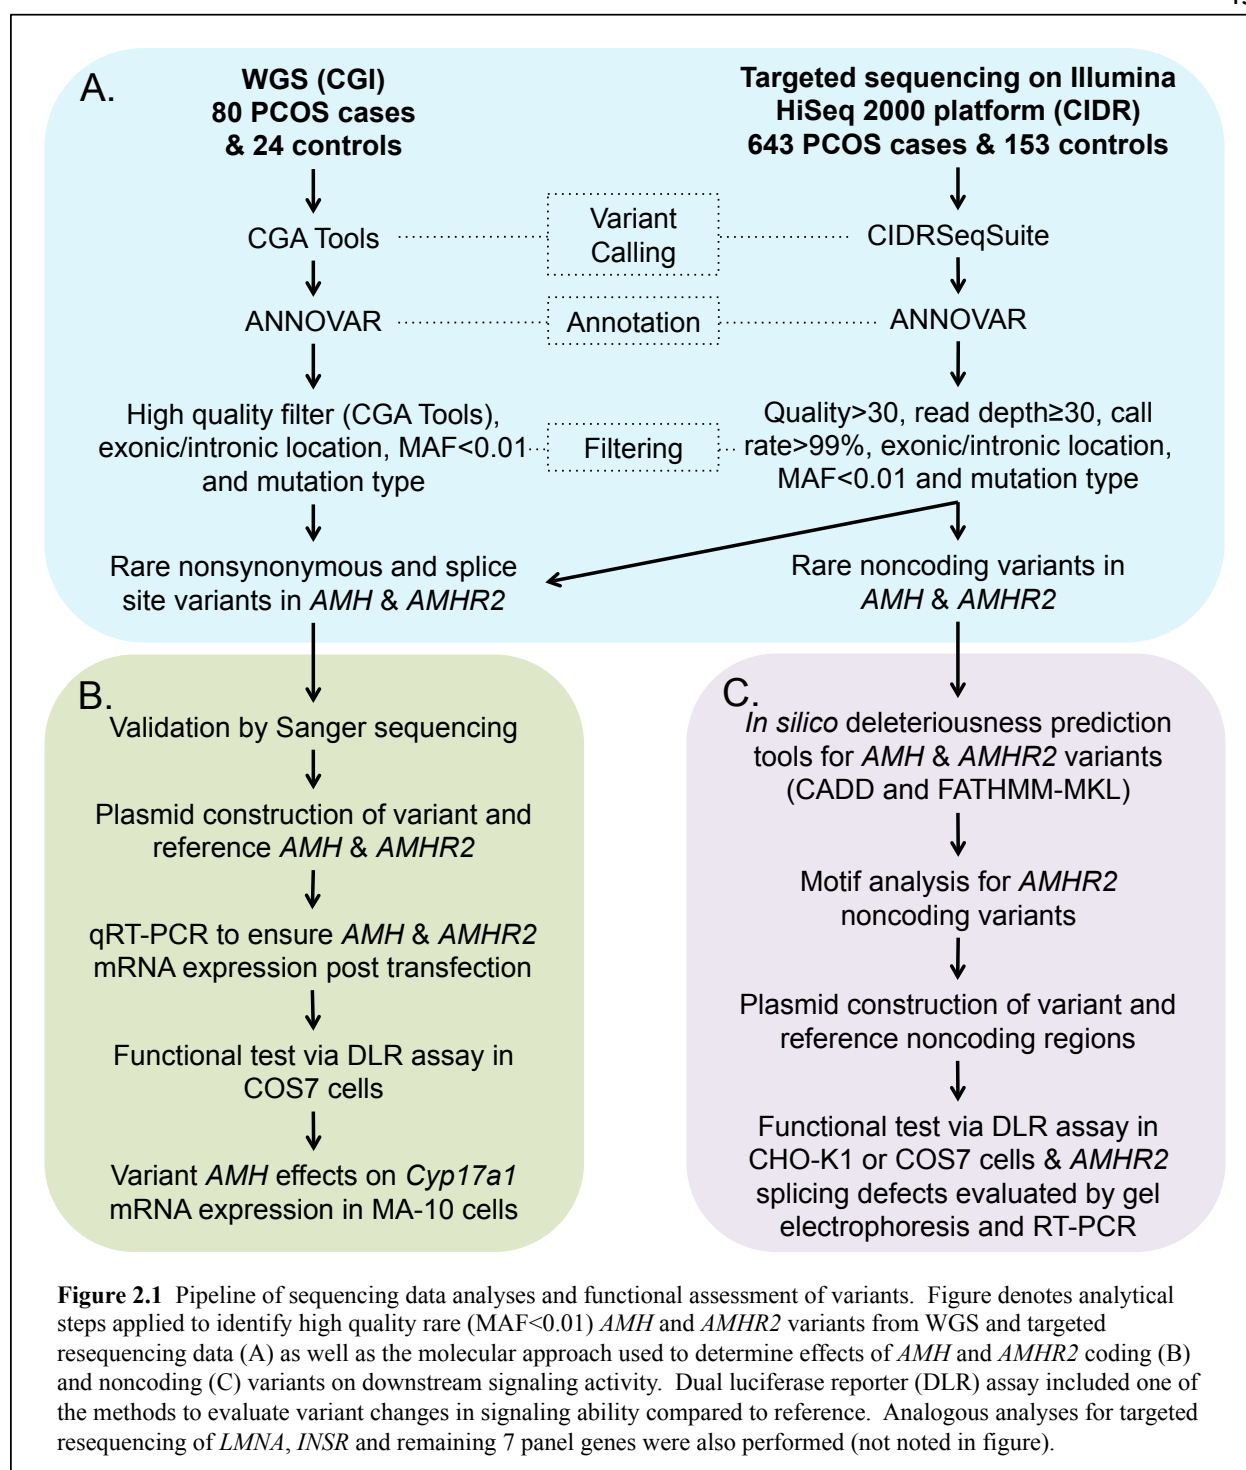 A.
WGS (CGI)
80 PCOS cases
& 24 controls
Targeted sequencing on Illumina
HiSeq 2000 platform (CIDR)
643 PCOS cases & 153 controls
CGA Tools
Variant
Calling
CIDRSeqSuite
ANNOVAR
Annotation
ANNOVAR
High quality filter (CGA Tools),
exonic/intronic location, MAF<0.01
and mutation type
Filtering
Quality>30, read depth≥30, call
rate>99%, exonic/intronic location,
MAF<0.01 and mutation type
Rare nonsynonymous and splice
site variants in AMH & AMHR2
Rare noncoding variants in
AMH & AMHR2
B.
Validation by Sanger sequencing
Plasmid construction of variant and
reference AMH & AMHR2
qRT-PCR to ensure AMH & AMHR2
mRNA expression post transfection
Functional test via DLR assay in
COS7 cells
Variant AMH effects on Cyp17a1
mRNA expression in MA-10 cells
C.
In silico deleteriousness prediction
tools for AMH & AMHR2 variants
(CADD and FATHMM-MKL)
Motif analysis for AMHR2
noncoding variants
Plasmid construction of variant and
reference noncoding regions
Functional test via DLR assay in
CHO-K1 or COS7 cells & AMHR2
splicing defects evaluated by gel
electrophoresis and RT-PCR
Figure 2.1 Pipeline of sequencing data analyses and functional assessment of variants. Figure denotes analytical
steps applied to identify high quality rare (MAF<0.01) AMH and AMHR2 variants from WGS and targeted
resequencing data (A) as well as the molecular approach used to determine effects of AMH and AMHR2 coding (B)
and noncoding (C) variants on downstream signaling activity. Dual luciferase reporter (DLR) assay included one of
the methods to evaluate variant changes in signaling ability compared to reference. Analogous analyses for targeted
resequencing of LMNA, INSR and remaining 7 panel genes were also performed (not noted in figure).